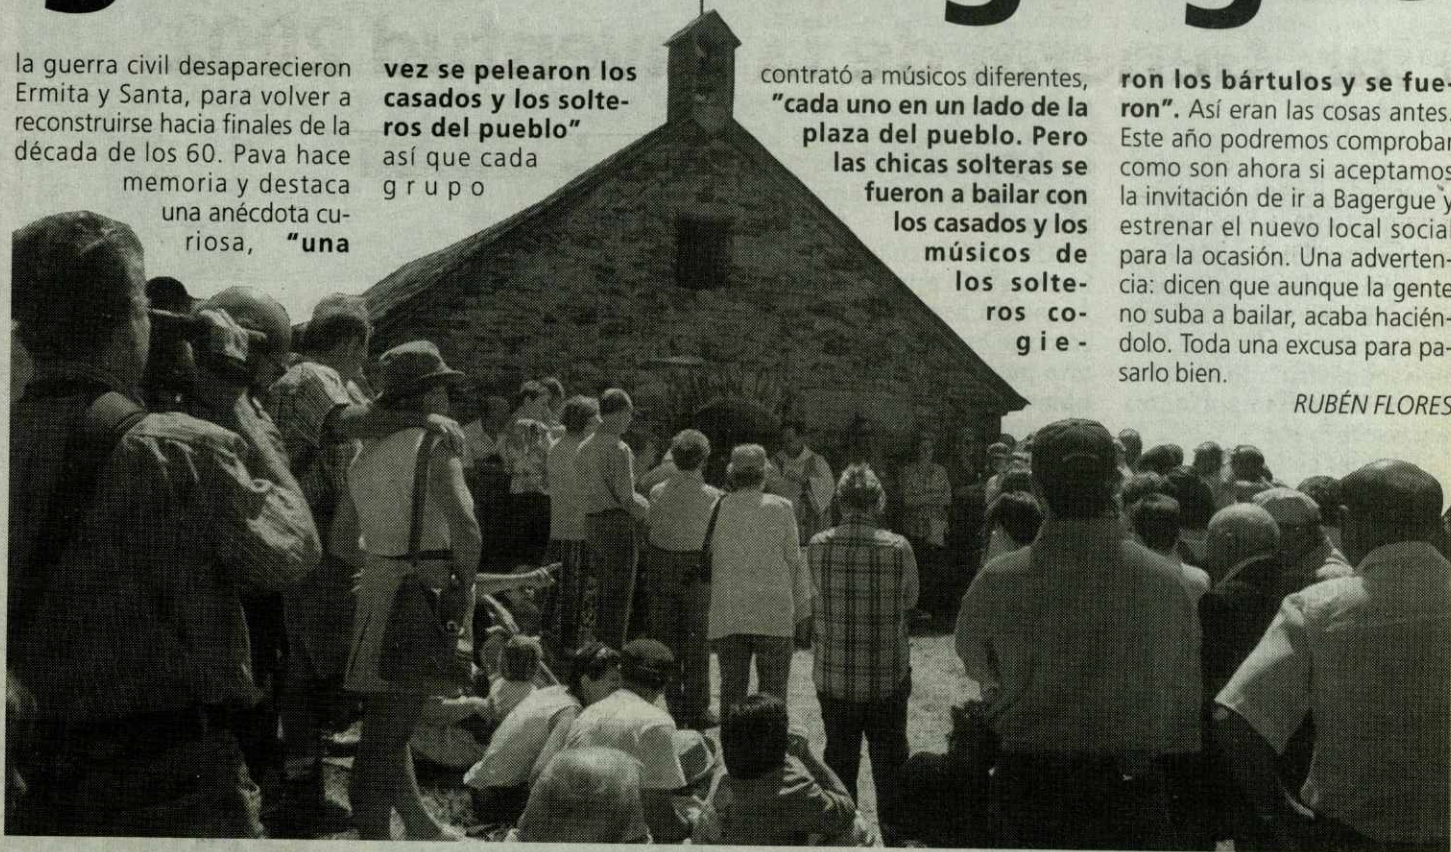 la guerra civil desaparecieron
Ermita y Santa, para volver a
reconstruirse hacia finales de la
década de los 60. Pava hace
memoria y destaca
una anécdota cu-
riosa, "una
vez se pelearon los
casados y los solte-
ros del pueblo"
así que cada
grupo
contrató a músicos diferentes,
"cada uno en un lado de la
plaza del pueblo. Pero
las chicas solteras se
fueron a bailar con
los casados y los
músicos de
los solte-
ros co-
gie-
ron los bártulos y se fue-
ron". Así eran las cosas antes.
Este año podremos comprobar
como son ahora si aceptamos
la invitación de ir a Bagergue y
estrenar el nuevo local social
para la ocasión. Una adverten-
cia: dicen que aunque la gente
no suba a bailar, acaba hacién-
dolo. Toda una excusa para pa-
sarlo bien.
RUBÉN FLORES